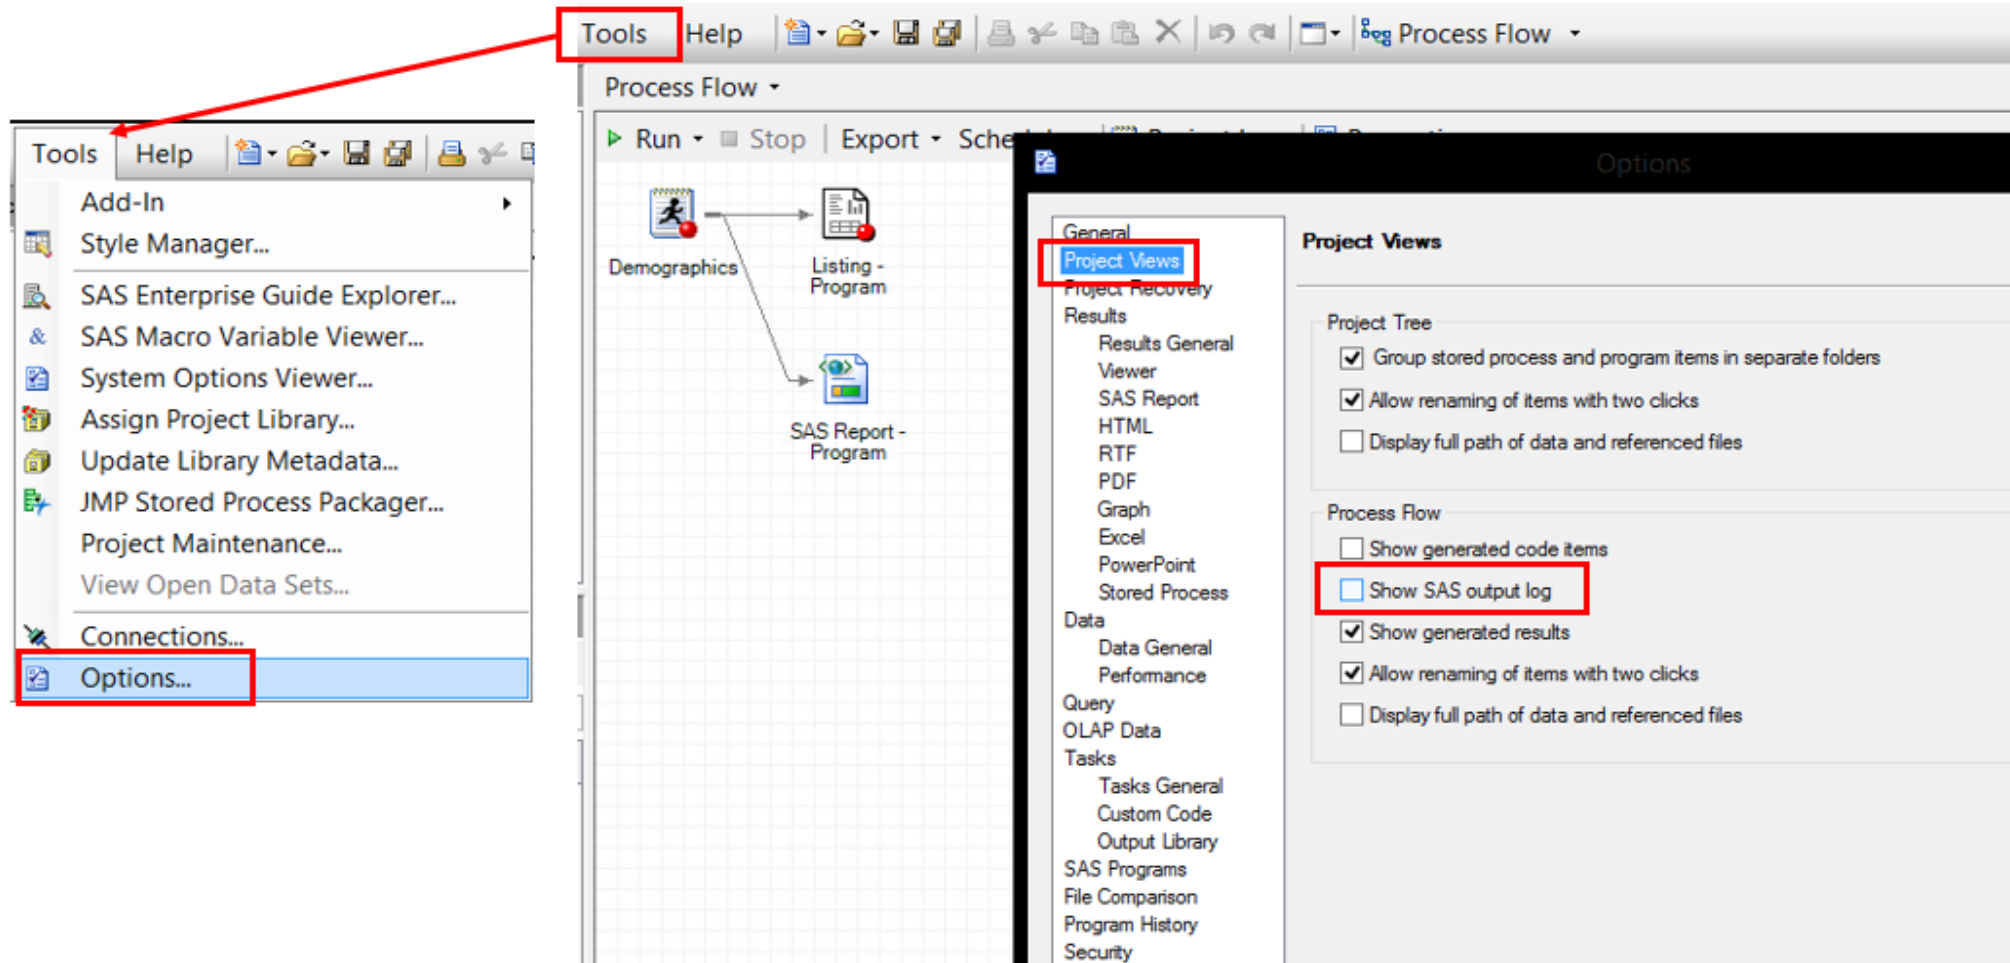 Tools Help Process Flow
Process Flow
Run Stop Export
Demographics
Listing -
Program
SAS Report -
Program
Tools Help
Add-In
Style Manager...
SAS Enterprise Guide Explorer...
SAS Macro Variable Viewer...
System Options Viewer...
Assign Project Library...
Update Library Metadata...
JMP Stored Process Packager...
Project Maintenance...
View Open Data Sets...
Connections...
Options...
Options
General
Project Views
Project Recovery
Results
Results General
Viewer
SAS Report
HTML
RTF
PDF
Graph
Excel
PowerPoint
Stored Process
Data
Data General
Performance
Query
OLAP Data
Tasks
Tasks General
Custom Code
Output Library
SAS Programs
File Comparison
Program History
Security
Project Views
Project Tree
Group stored process and program items in separate folders
Allow renaming of items with two clicks
Display full path of data and referenced files
Process Flow
Show generated code items
Show SAS output log
Show generated results
Allow renaming of items with two clicks
Display full path of data and referenced files